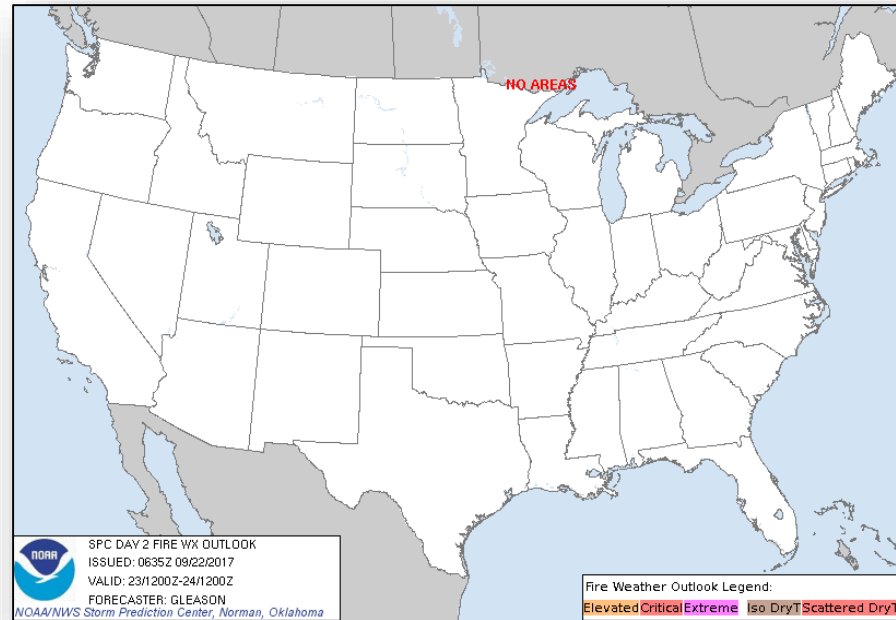 NO AREAS
NOAA
SPC DAY 2 FIRE WX OUTLOOK
ISSUED: 0635Z 09/22/2017
VALID: 23/1200Z-24/1200Z
FORECASTER: GLEASON
NOAA/NWS Storm Prediction Center, Norman, Oklahoma
Fire Weather Outlook Legend:
Elevated Critical Extreme Iso DryT Scattered DryT